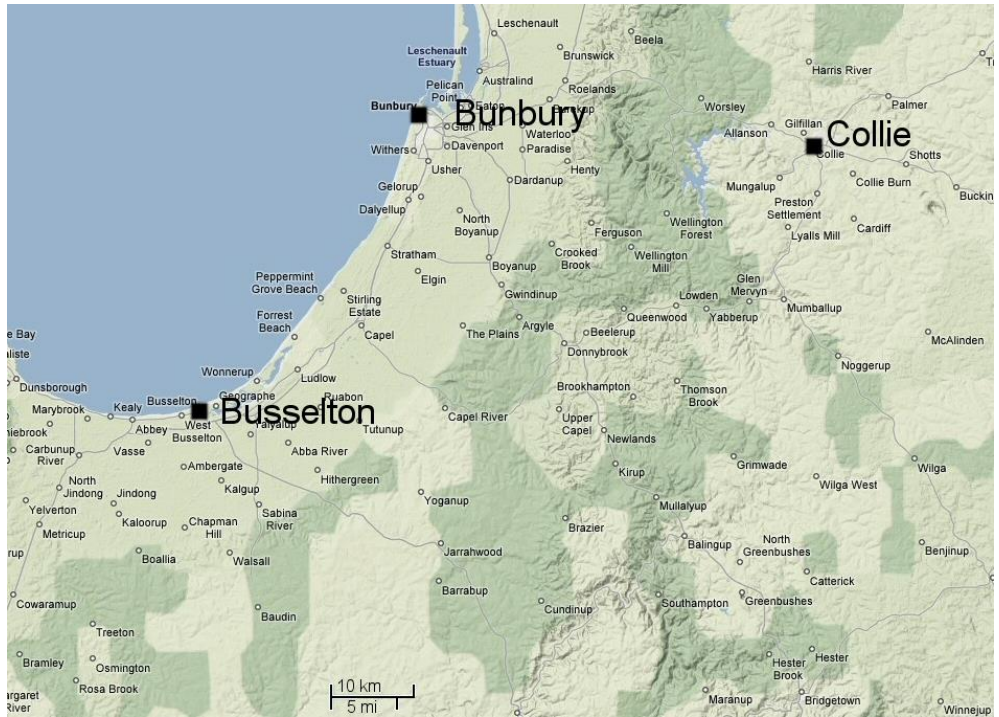 Leschenault
Beela
Leschenault
Estuary
Brunswick
Harris River
Australind
Pelican
Point
Roelands
Bunbury
Eaton
Bunbury
Worsley
Palmer
Glen Iris
Waterloo
Allanson
Gilfillan
Collie
Collie
Withers
Davenport
Paradise
Usher
Henty
Shotts
Gelorup
Dardanup
Mungalup
Collie Burn
Dalyellup
Preston
Settlement
North
Boyanup
Ferguson
Wellington
Forest
Lyalls Mill
Cardiff
Stratham
Crooked
Brook
Wellington
Mill
Boyanup
Peppermint
Grove Beach
Elgin
Glen
Mervyn
Gwindinup
Stirling
Estate
Lowden
Mumballup
Forrest
Beach
Queenwood
Yabberup
The Plains
Argyle
Capel
Beelerup
Donnybrook
McAlinden
Noggerup
Wonnerup
Ludlow
Dunsborough
Busselton
Geographe
Ruabon
Brookhampton
Thomson
Brook
Marybrook
Kealy
Busselton
Capel River
Upper
Capel
Abbey
West
Busselton
Tutunup
Newlands
Vasse
Abba River
Carbunup
River
Ambergate
Hithergreen
Kirup
Grimwade
Wilga
North
Jindong
Jindong
Kalgup
Yoganup
Wilga West
Yelverton
Kaloorup
Chapman
Hill
Sabina
River
Mullalyup
Metricup
Brazier
Boallia
Walsall
Jarrahwood
Balingup
North
Greenbushes
Benjinup
Barrabup
Catterick
Cowaramup
Baudin
Cundinup
Southampton
Greenbushes
Treeton
Bramley
Osmington
Hester
Brook
Hester
Rosa Brook
10 km
5 mi
Maranup
Bridgetown
Winnejup